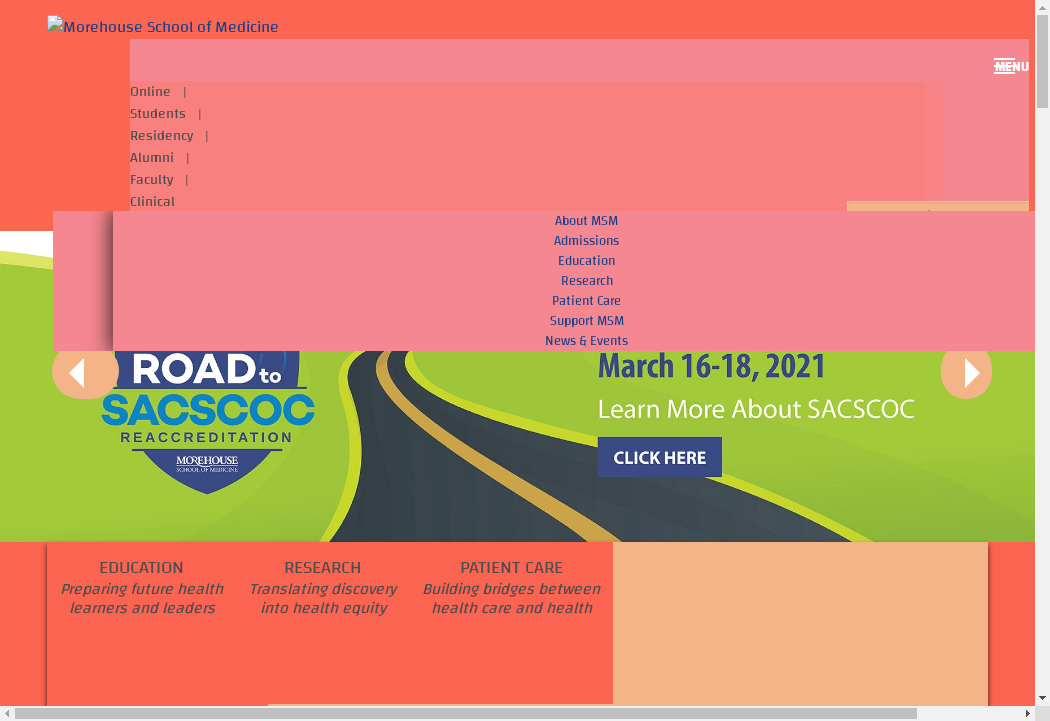 Morehouse School of Medicine
MENU
Online |
Students |
Residency |
Alumni |
Faculty |
Clinical
About MSM
Admissions
Education
Research
Patient Care
Support MSM
News & Events
ROAD to
SACSCOC
REACCREDITATION
MOREHOUSE
SCHOOL OF MEDICINE
March 16-18, 2021
Learn More About SACSCOC
CLICK HERE
EDUCATION
Preparing future health
learners and leaders
RESEARCH
Translating discovery
into health equity
PATIENT CARE
Building bridges between
health care and health